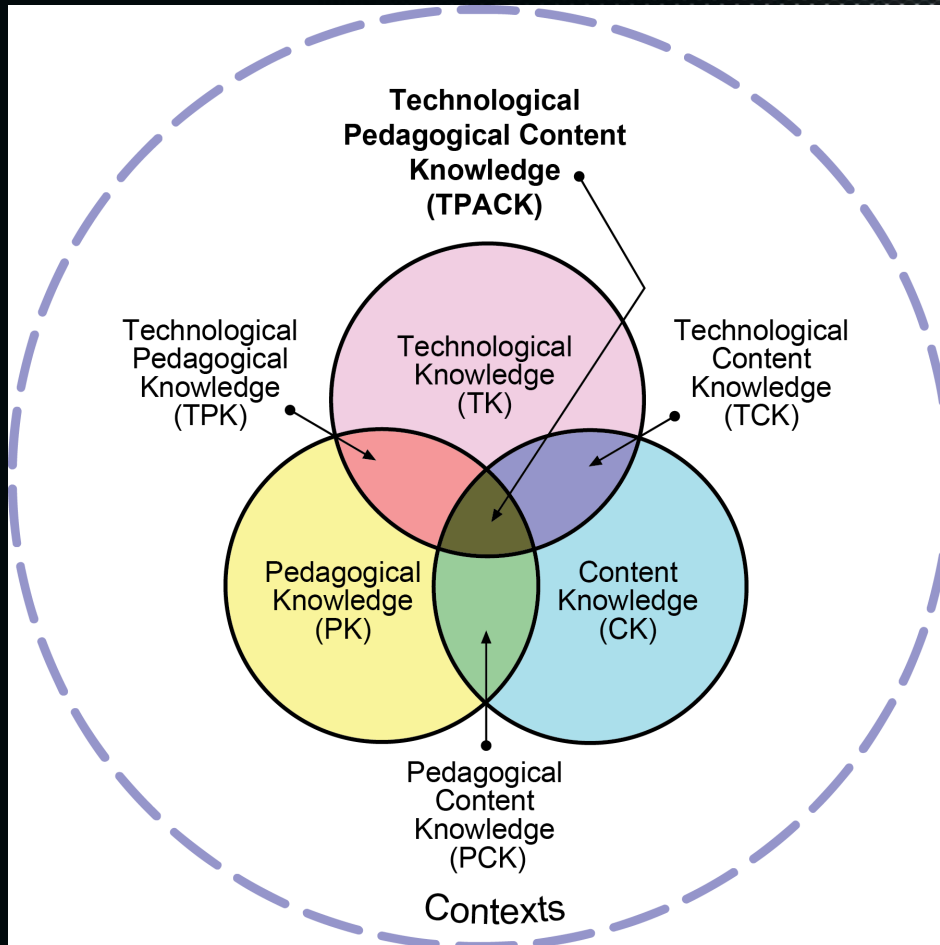 Technological
Pedagogical Content
Knowledge
(TPACK)
Technological
Pedagogical
Knowledge
(TPK)
Technological
Knowledge
(TK)
Technological
Content
Knowledge
(TCK)
Pedagogical
Knowledge
(PK)
Content
Knowledge
(CK)
Pedagogical
Content
Knowledge
(PCK)
Contexts